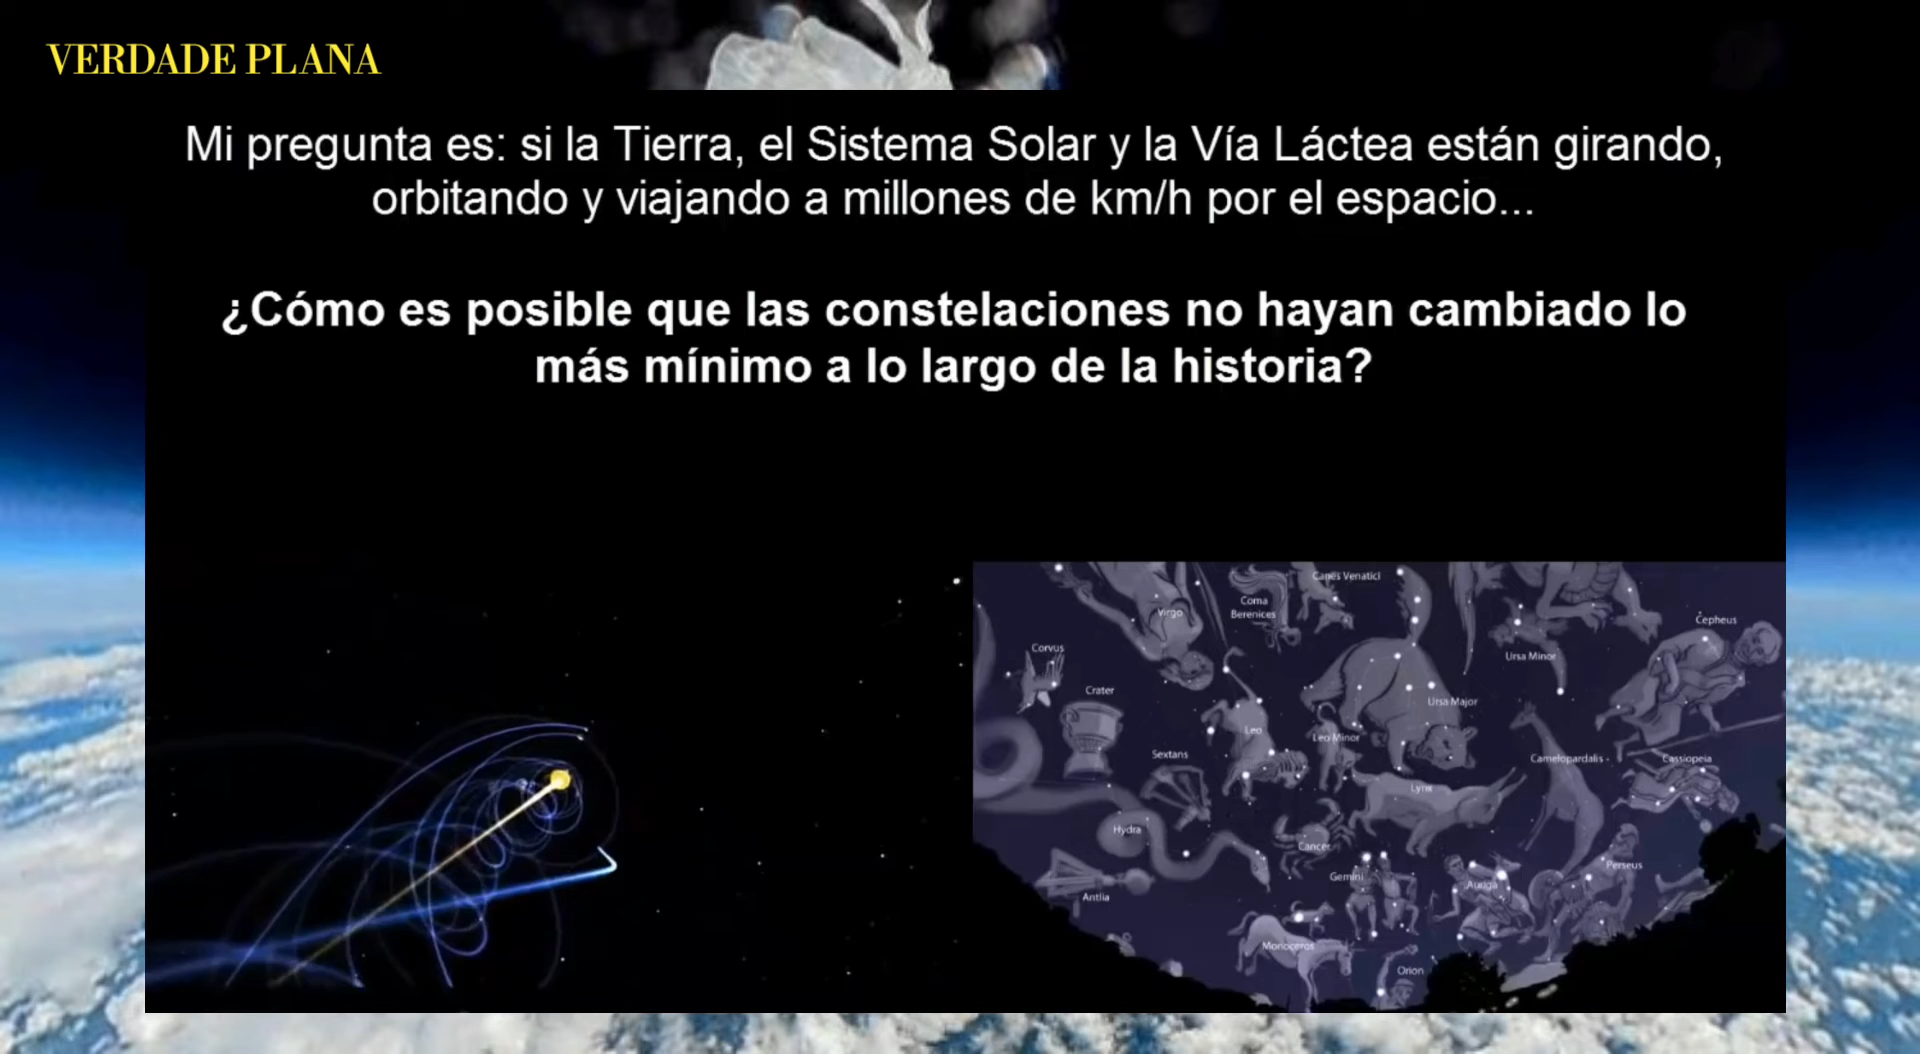 VERDADE PLANA
Mi pregunta es: si la Tierra, el Sistema Solar y la Vía Láctea están girando,
orbitando y viajando a millones de km/h por el espacio...
¿Cómo es posible que las constelaciones no hayan cambiado lo
más mínimo a lo largo de la historia?
Canes Venatici
Virgo
Coma
Berenices
Cepheus
Corvus
Ursa Minor
Crater
Ursa Major
Leo
Leo Minor
Sextans
Camelopardalis
Cassiopeia
Lynx
Hydra
Cancer
Perseus
Gemini
Auriga
Antlia
Monoceros
Orion